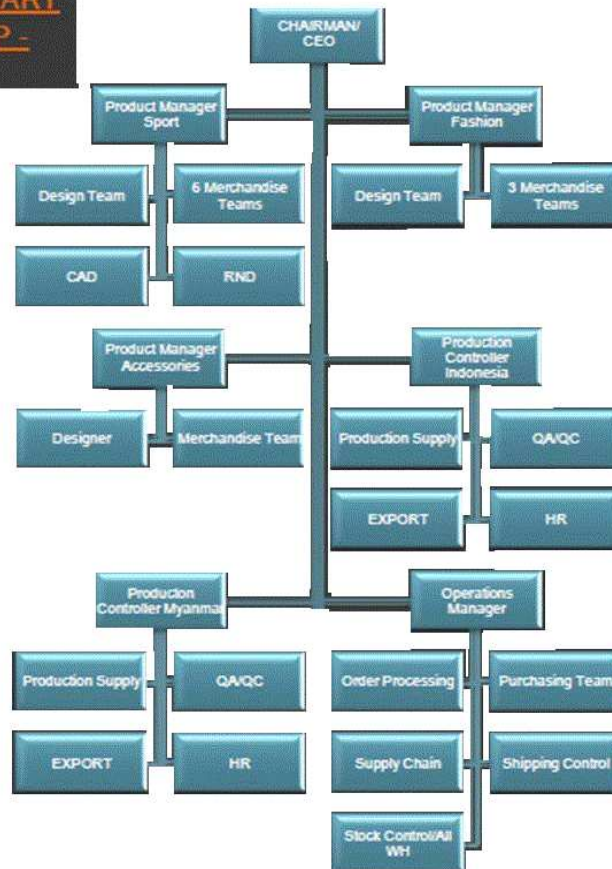 CHAIRMAN/
CEO
Product Manager
Sport
Product Manager
Fashion
Design Team
6 Merchandise
Teams
Design Team
3 Merchandise
Teams
CAD
RND
Product Manager
Accessories
Production
Controller
Indonesia
Designer
Merchandise Team
Production Supply
QA/QC
EXPORT
HR
Producton
Controller Myanmar
Operations
Manager
Production Supply
QA/QC
Order Processing
Purchasing Team
EXPORT
HR
Supply Chain
Shipping Control
Stock Control/All
WH